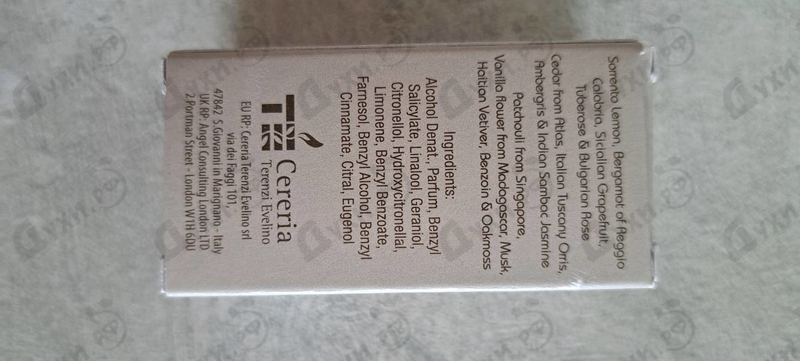 Sorrento Lemon, Bergamot of Reggio
Calabria, Sicialian Grapefruit,
Tuberose & Bulgarian Rose
Cedar from Atlas, Italian Tuscany Orris,
Ambergris & Indian Sambac Jasmine
Patchouli from Singapore,
Vanilla flower from Madagascar, Musk,
Haitian Vetiver, Benzoin & Oakmoss
Ingredients:
Alcohol Denat., Parfum, Benzyl
Salicylate, Linalool, Geraniol,
Citronellol, Hydroxycitronellal,
Limonene, Benzyl Benzoate,
Farnesol, Benzyl Alcohol, Benzyl
Cinnamate, Citral, Eugenol
Cereria
Terenzi Evelino
EU RP: Cereria Terenzi Evelino srl
via dei Faggi 101,
47842 S.Giovanni in Marignano - Italy
UK RP: Angel Consulting London LTD
2 Portman Street - London W1H 6DU